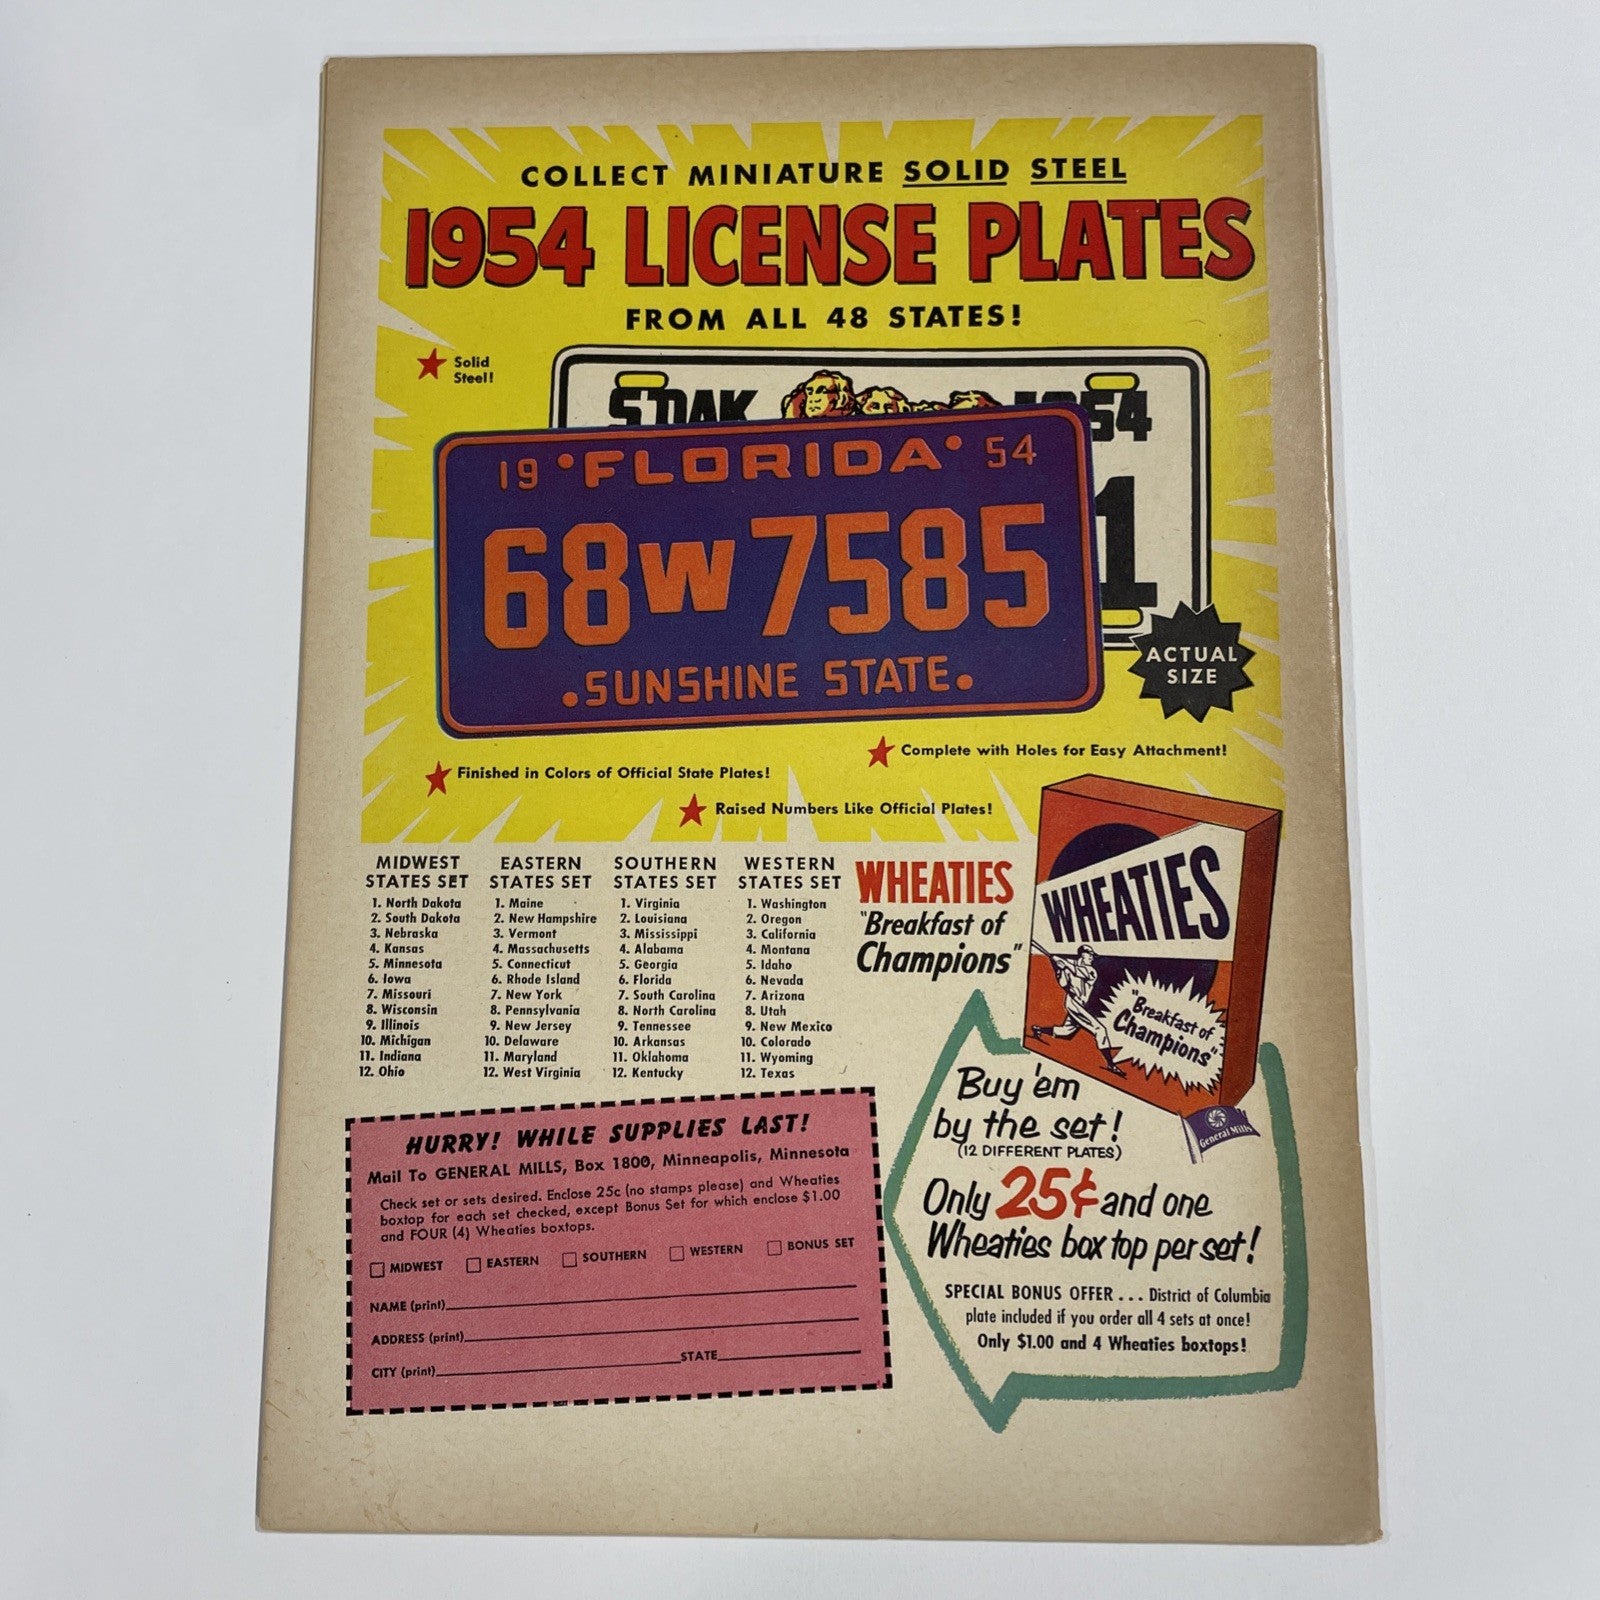 COLLECT MINIATURE SOLID STEEL
1954 LICENSE PLATES
FROM ALL 48 STATES!
Solid
Steel!
S DAK 1954
1
19 •FLORIDA• 54
68W7585
•SUNSHINE STATE•
ACTUAL
SIZE
Complete with Holes for Easy Attachment!
Finished in Colors of Official State Plates!
Raised Numbers Like Official Plates!
MIDWEST
STATES SET
1. North Dakota
2. South Dakota
3. Nebraska
4. Kansas
5. Minnesota
6. Iowa
7. Missouri
8. Wisconsin
9. Illinois
10. Michigan
11. Indiana
12. Ohio
EASTERN
STATES SET
1. Maine
2. New Hampshire
3. Vermont
4. Massachusetts
5. Connecticut
6. Rhode Island
7. New York
8. Pennsylvania
9. New Jersey
10. Delaware
11. Maryland
12. West Virginia
SOUTHERN
STATES SET
1. Virginia
2. Louisiana
3. Mississippi
4. Alabama
5. Georgia
6. Florida
7. South Carolina
8. North Carolina
9. Tennessee
10. Arkansas
11. Oklahoma
12. Kentucky
WESTERN
STATES SET
1. Washington
2. Oregon
3. California
4. Montana
5. Idaho
6. Nevada
7. Arizona
8. Utah
9. New Mexico
10. Colorado
11. Wyoming
12. Texas
WHEATIES
"Breakfast of
Champions"
WHEATIES
"Breakfast of
Champions"
General Mills
Buy 'em
by the set!
(12 DIFFERENT PLATES)
Only 25¢ and one
Wheaties box top per set!
SPECIAL BONUS OFFER . . . District of Columbia
plate included if you order all 4 sets at once!
Only $1.00 and 4 Wheaties boxtops!
HURRY! WHILE SUPPLIES LAST!
Mail To GENERAL MILLS, Box 1800, Minneapolis, Minnesota
Check set or sets desired. Enclose 25c (no stamps please) and Wheaties
boxtop for each set checked, except Bonus Set for which enclose $1.00
and FOUR (4) Wheaties boxtops.
MIDWEST EASTERN SOUTHERN WESTERN BONUS SET
NAME (print)
ADDRESS (print)
CITY (print) STATE